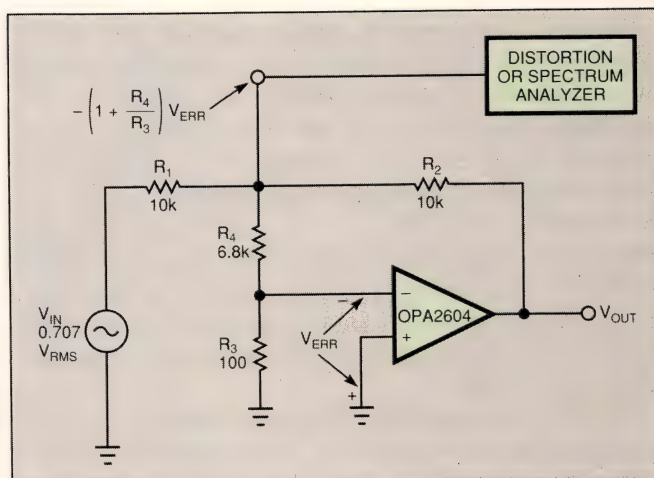 DISTORTION
OR SPECTRUM
ANALYZER
- ( 1 + R4/R3 ) VERR
R1
10k
R2
10k
R4
6.8k
VIN
0.707
VRMS
R3
100
VERR
−
+
−
+
OPA2604
VOUT